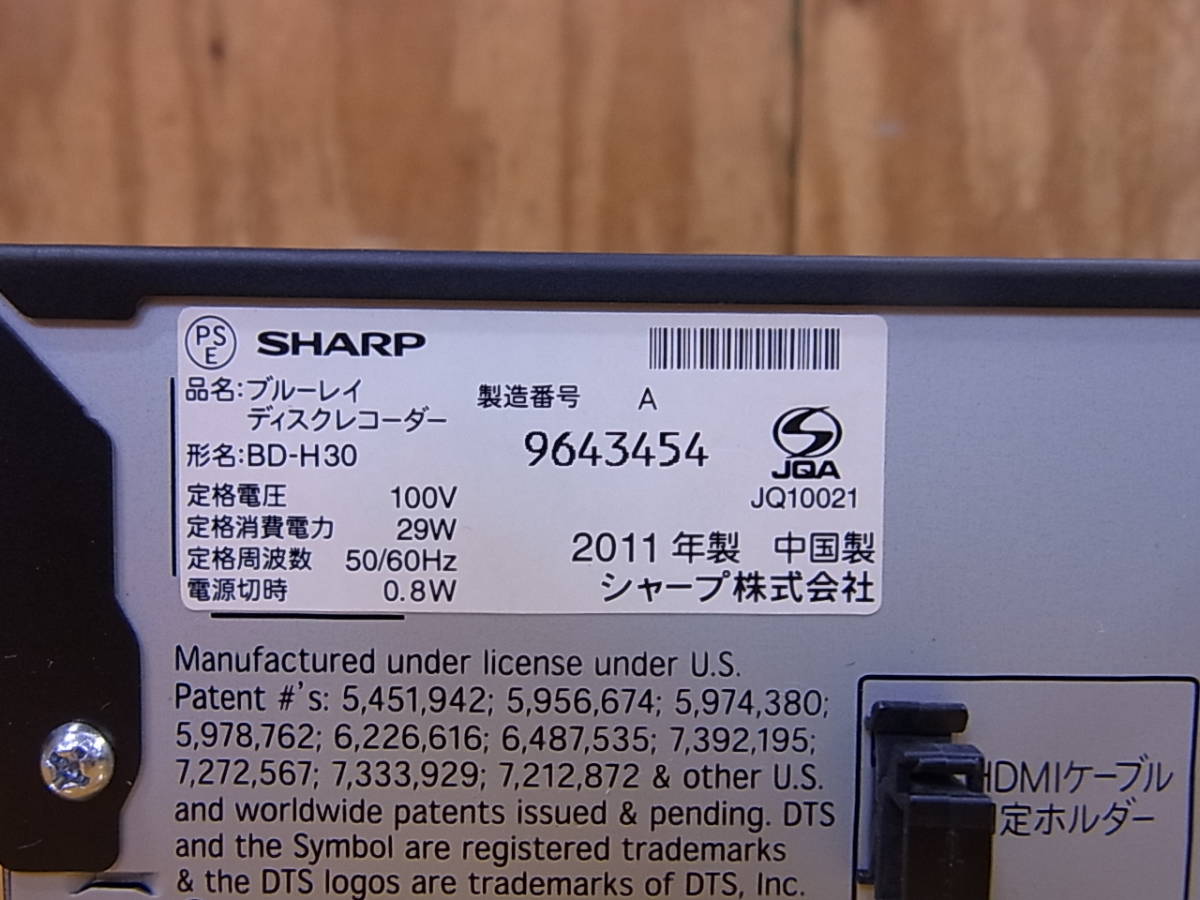 PS E SHARP
品名:ブルーレイ
ディスクレコーダー
製造番号 A
9643454
形名:BD-H30
JQA
JQ10021
定格電圧 100V
定格消費電力 29W
定格周波数 50/60Hz
電源切時 0.8W
2011年製 中国製
シャープ株式会社
Manufactured under license under U.S.
Patent #'s: 5,451,942; 5,956,674; 5,974,380;
5,978,762; 6,226,616; 6,487,535; 7,392,195;
7,272,567; 7,333,929; 7,212,872 & other U.S.
and worldwide patents issued & pending. DTS
and the Symbol are registered trademarks
& the DTS logos are trademarks of DTS, Inc.
HDMIケーブル
定ホルダー